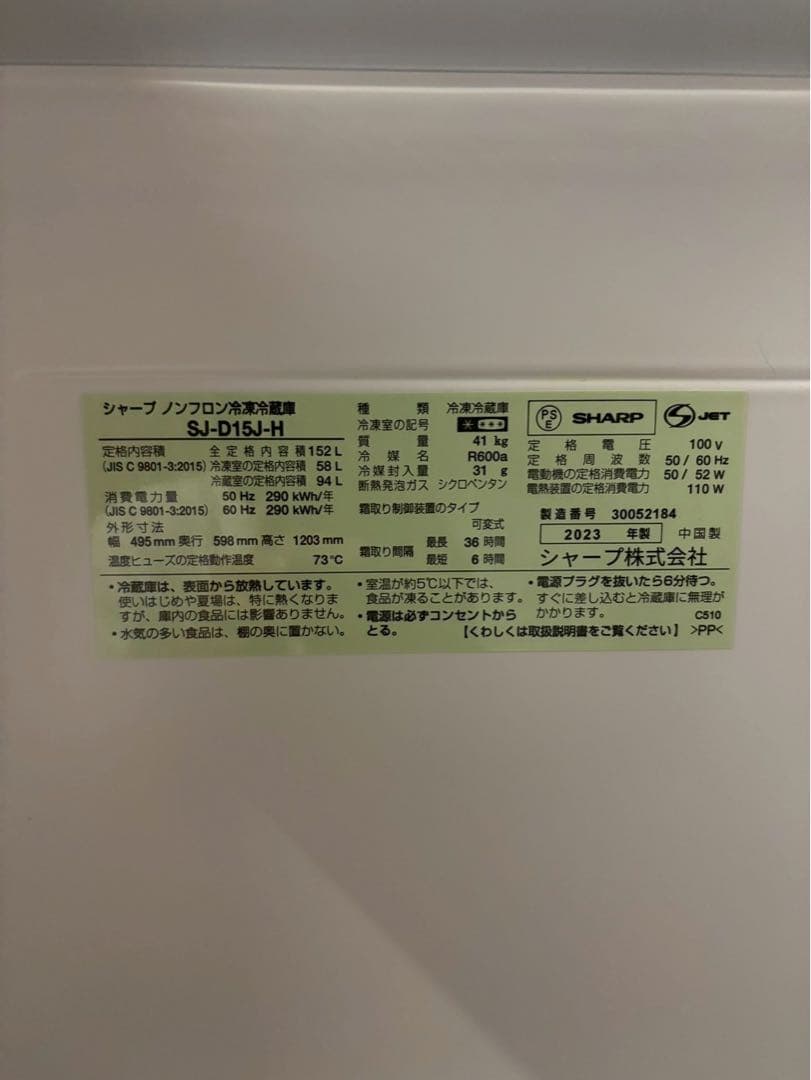 シャープ ノンフロン冷凍冷蔵庫
SJ-D15J-H
定格内容積 全定格内容積 152 L
(JIS C 9801-3:2015) 冷凍室の定格内容積 58 L
冷蔵室の定格内容積 94 L
消費電力量 50 Hz 290 kWh/年
(JIS C 9801-3:2015) 60 Hz 290 kWh/年
外形寸法
幅 495 mm 奥行 598 mm 高さ 1203 mm
温度ヒューズの定格動作温度 73℃
種類 冷凍冷蔵庫
冷凍室の記号
質量 41 kg
冷媒名 R600a
冷媒封入量 31 g
断熱発泡ガス シクロペンタン
霜取り制御装置のタイプ
可変式
霜取り間隔 最長 36 時間
最短 6 時間
PSE SHARP JET
定格電圧 100 V
定格周波数 50 / 60 Hz
電動機の定格消費電力 50 / 52 W
電熱装置の定格消費電力 110 W
製造番号 30052184
2023 年製 中国製
シャープ株式会社
・冷蔵庫は、表面から放熱しています。
使いはじめや夏場は、特に熱くなりま
すが、庫内の食品には影響ありません。
・水気の多い食品は、棚の奥に置かない。
・室温が約5℃以下では、
食品が凍ることがあります。
・電源は必ずコンセントから
とる。
・電源プラグを抜いたら6分待つ。
すぐに差し込むと冷蔵庫に無理が
かかります。 C510
【くわしくは取扱説明書をご覧ください】 >PP<